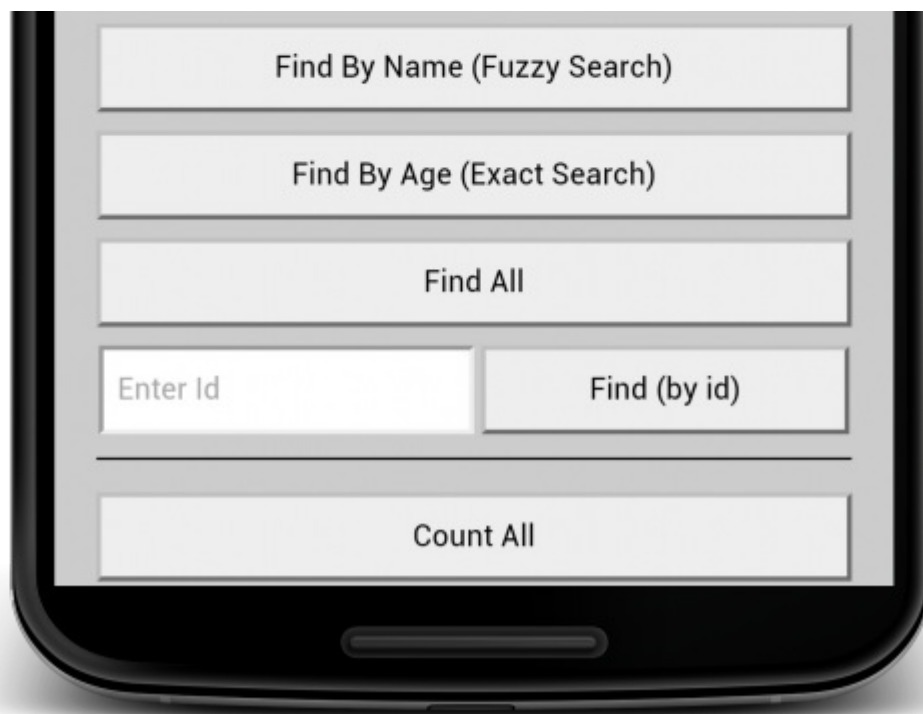 Find By Name (Fuzzy Search)
Find By Age (Exact Search)
Find All
Enter Id
Find (by id)
Count All